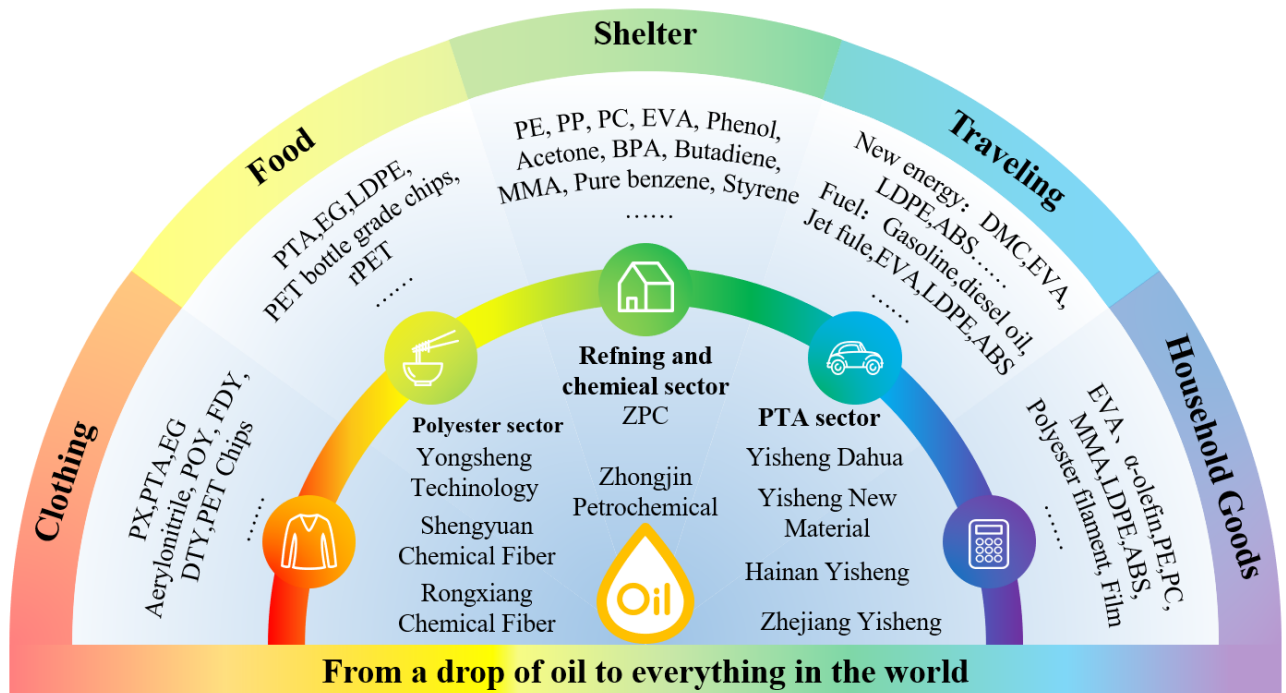 Shelter
Food
Traveling
Clothing
Household Goods
PX,PTA,EG
Aerylonitrile, POY, FDY,
DTY,PET Chips
......
PTA,EG,LDPE,
PET bottle grade chips,
rPET
......
PE, PP, PC, EVA, Phenol,
Acetone, BPA, Butadiene,
MMA, Pure benzene, Styrene
......
New energy: DMC,EVA,
LDPE,ABS......
Fuel: Gasoline,diesel oil,
Jet fule,EVA,LDPE,ABS
......
EVA、α-olefin,PE,PC,
MMA,LDPE,ABS,
Polyester filament, Film
......
Polyester sector
Yongsheng
Techinology
Shengyuan
Chemical Fiber
Rongxiang
Chemical Fiber
Refning and
chemieal sector
ZPC
Zhongjin
Petrochemical
Oil
PTA sector
Yisheng Dahua
Yisheng New
Material
Hainan Yisheng
Zhejiang Yisheng
From a drop of oil to everything in the world